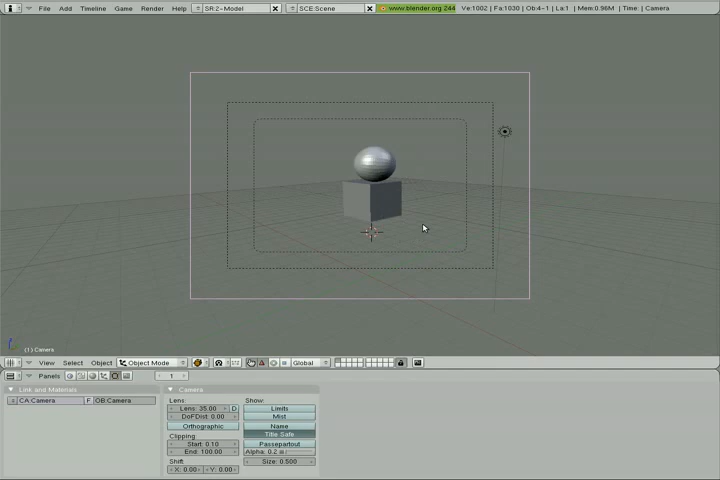 File Add Timeline Game Render Help SR:2-Model SCE:Scene www.blender.org 244 Ve:1002 | Fa:1030 | Ob:4-1 | La:1 | Mem:0.96M | Time: | Camera
(1) Camera
View Select Object Object Mode Global
Panels 1
Link and Materials Camera
CA:Camera F OB:Camera
Lens: Show:
Lens: 35.00 D Limits
DoFDist: 0.00 Mist
Orthographic Name
Clipping: Title Safe
Start: 0.10 Passepartout
End: 100.00 Alpha: 0.2
Shift Size: 0.500
X: 0.00 Y: 0.00